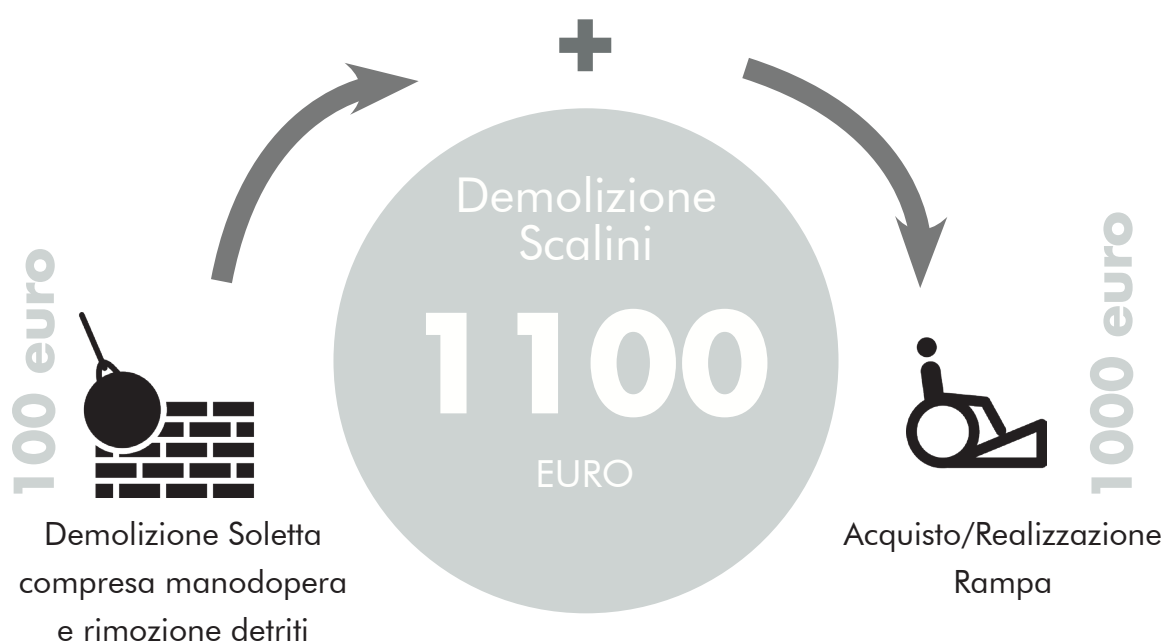 +
Demolizione
Scalini
1100
EURO
100 euro
Demolizione Soletta
compresa manodopera
e rimozione detriti
1000 euro
Acquisto/Realizzazione
Rampa